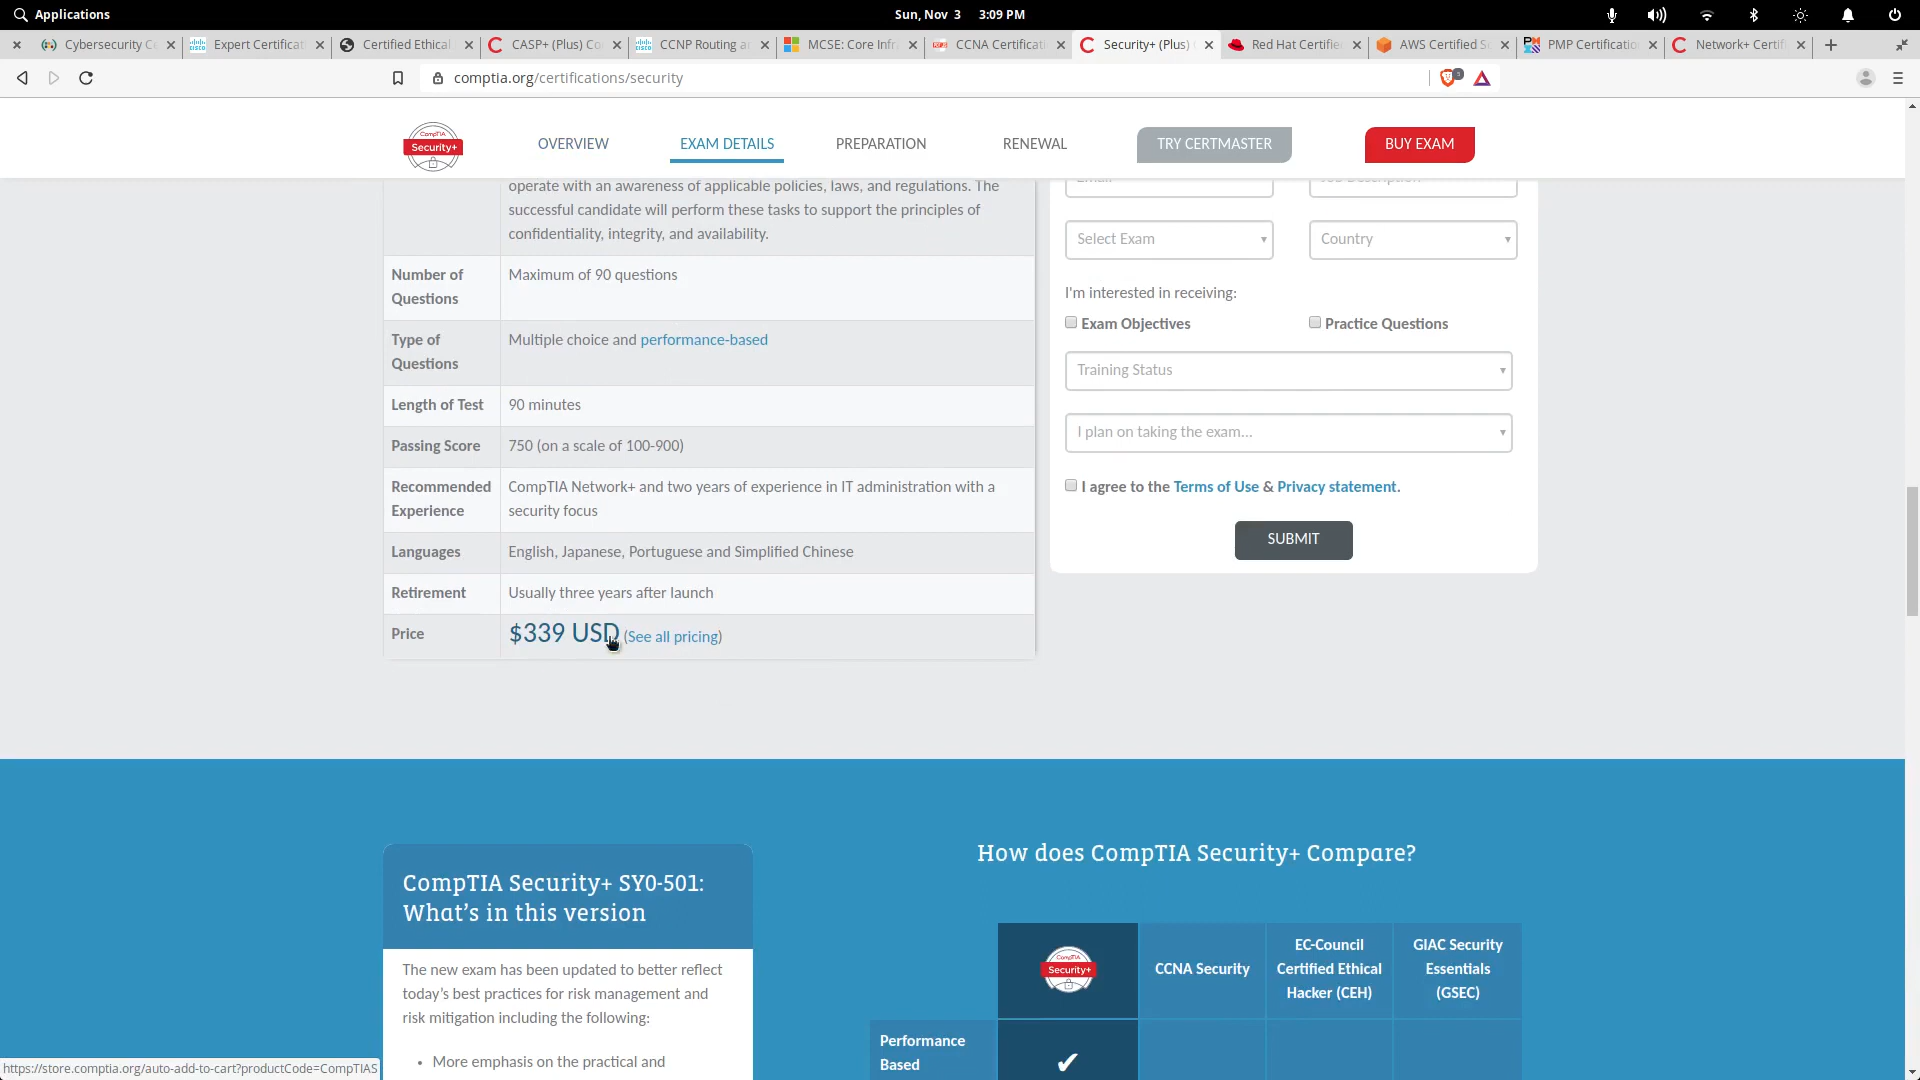 Applications
Sun, Nov 3 3:09 PM
Cybersecurity C
Expert Certificat
Certified Ethical
CASP+ (Plus) Co
CCNP Routing a
MCSE: Core Infr
CCNA Certificati
Security+ (Plus)
Red Hat Certifie
AWS Certified S
PMP Certificatio
Network+ Certif
comptia.org/certifications/security
CompTIA
Security+
OVERVIEW
EXAM DETAILS
PREPARATION
RENEWAL
TRY CERTMASTER
BUY EXAM
operate with an awareness of applicable policies, laws, and regulations. The
successful candidate will perform these tasks to support the principles of
confidentiality, integrity, and availability.
Number of
Questions
Maximum of 90 questions
Type of
Questions
Multiple choice and performance-based
Length of Test
90 minutes
Passing Score
750 (on a scale of 100-900)
Recommended
Experience
CompTIA Network+ and two years of experience in IT administration with a
security focus
Languages
English, Japanese, Portuguese and Simplified Chinese
Retirement
Usually three years after launch
Price
$339 USD (See all pricing)
Email
Job Description
Select Exam
Country
I'm interested in receiving:
Exam Objectives
Practice Questions
Training Status
I plan on taking the exam...
I agree to the Terms of Use & Privacy statement.
SUBMIT
CompTIA Security+ SY0-501:
What's in this version
The new exam has been updated to better reflect
today's best practices for risk management and
risk mitigation including the following:
• More emphasis on the practical and
How does CompTIA Security+ Compare?
CompTIA
Security+
CCNA Security
EC-Council
Certified Ethical
Hacker (CEH)
GIAC Security
Essentials
(GSEC)
Performance
Based
✔
https://store.comptia.org/auto-add-to-cart?productCode=CompTIAS